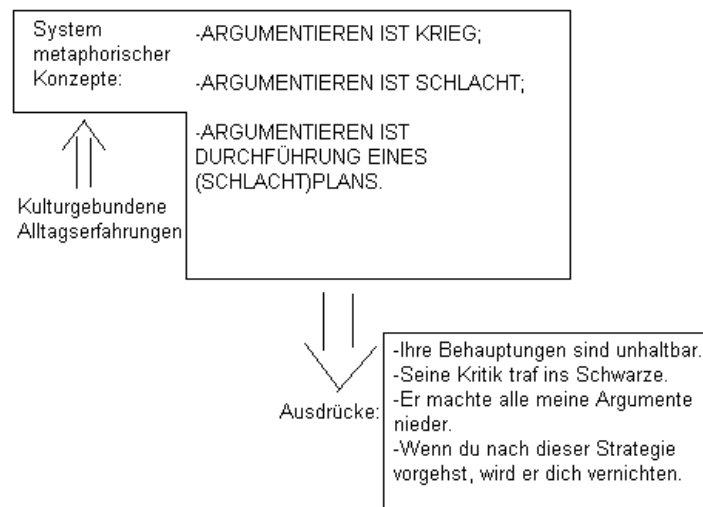 System
metaphorischer
Konzepte:
-ARGUMENTIEREN IST KRIEG;
-ARGUMENTIEREN IST SCHLACHT;
-ARGUMENTIEREN IST
DURCHFÜHRUNG EINES
(SCHLACHT)PLANS.
Kulturgebundene
Alltagserfahrungen
Ausdrücke:
-Ihre Behauptungen sind unhaltbar.
-Seine Kritik traf ins Schwarze.
-Er machte alle meine Argumente
nieder.
-Wenn du nach dieser Strategie
vorgehst, wird er dich vernichten.